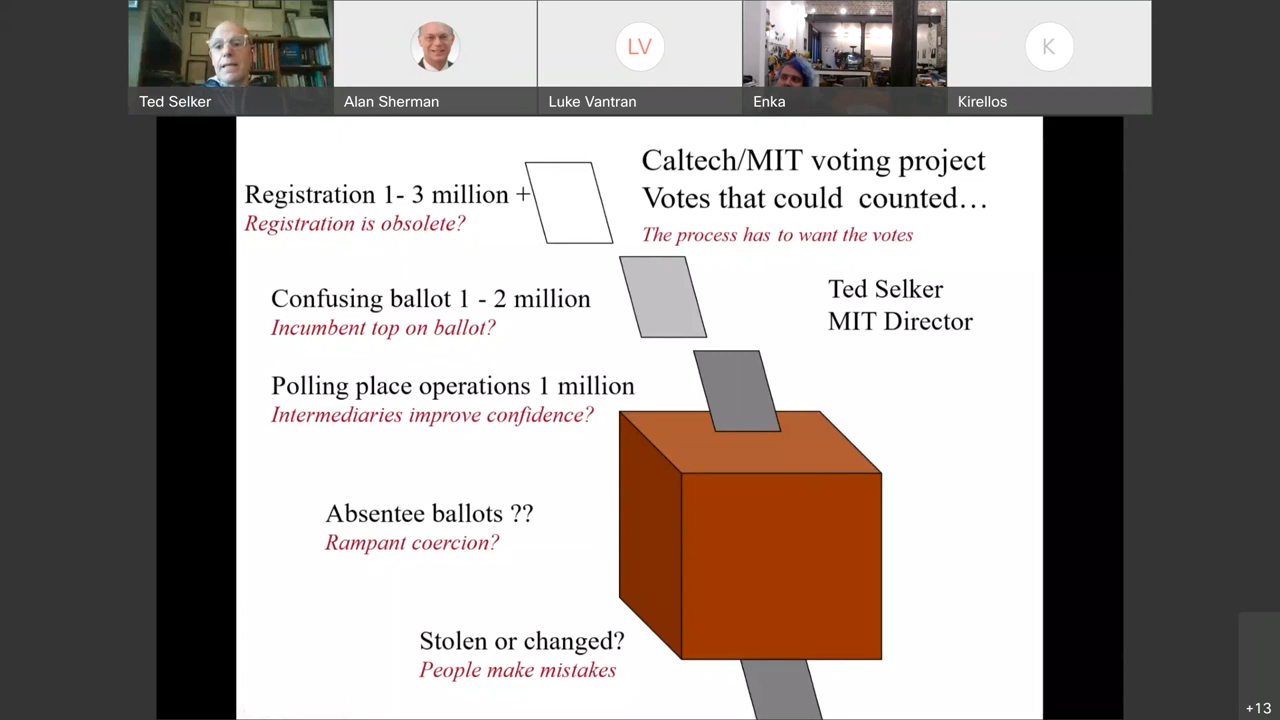 Ted Selker
Alan Sherman
LV
Luke Vantran
Enka
K
Kirellos
Caltech/MIT voting project
Votes that could counted…
The process has to want the votes
Ted Selker
MIT Director
Registration 1- 3 million +
Registration is obsolete?
Confusing ballot 1 - 2 million
Incumbent top on ballot?
Polling place operations 1 million
Intermediaries improve confidence?
Absentee ballots ??
Rampant coercion?
Stolen or changed?
People make mistakes
+13